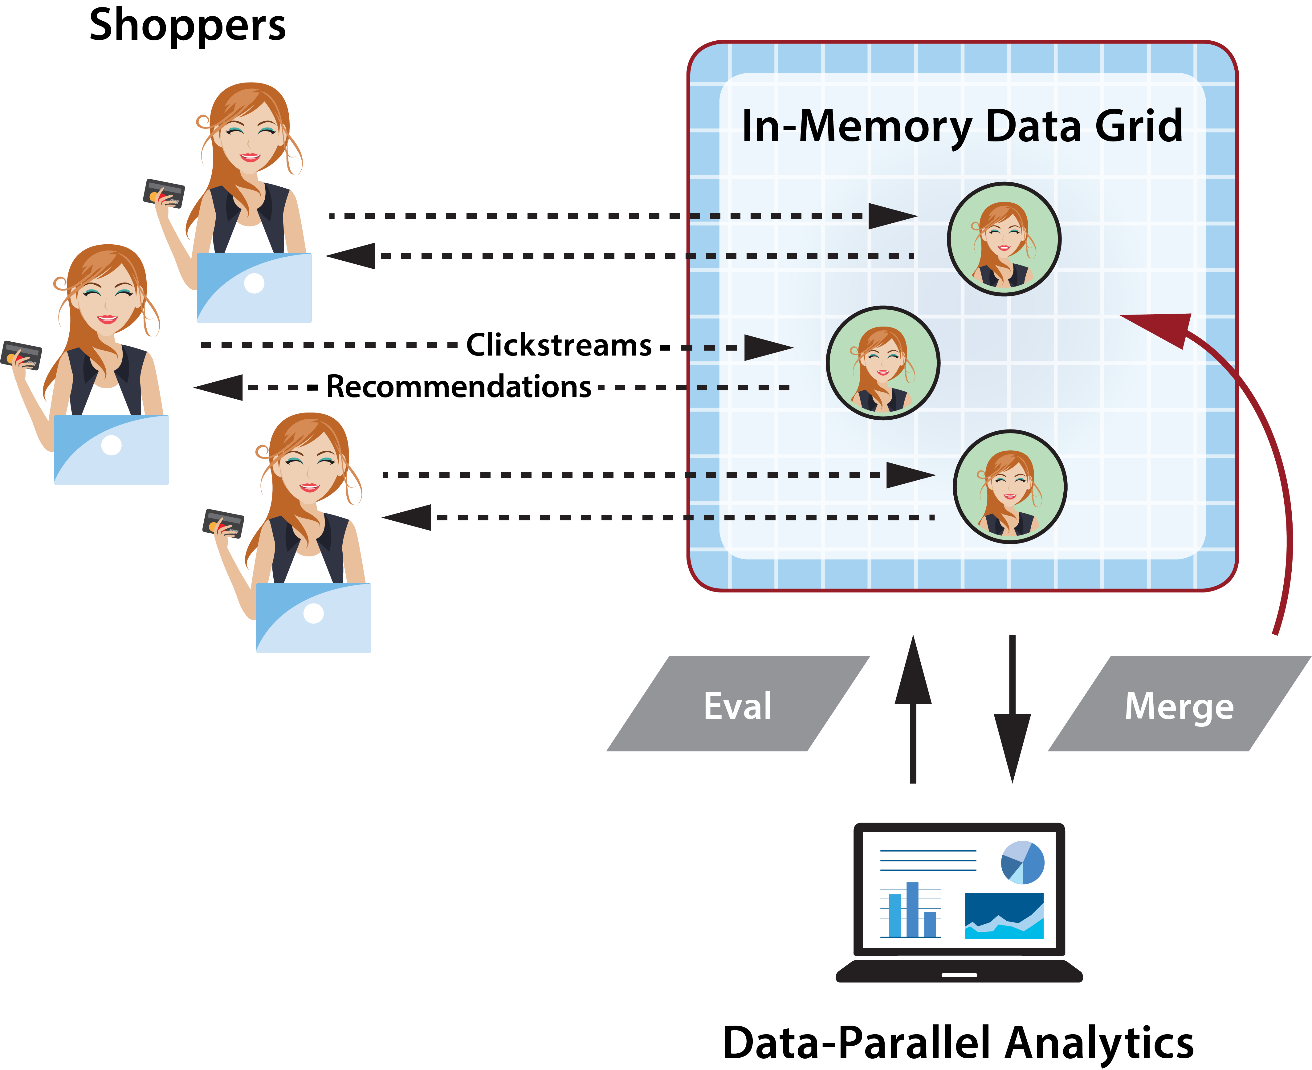 Shoppers
In-Memory Data Grid
Clickstreams
Recommendations
Eval
Merge
Data-Parallel Analytics